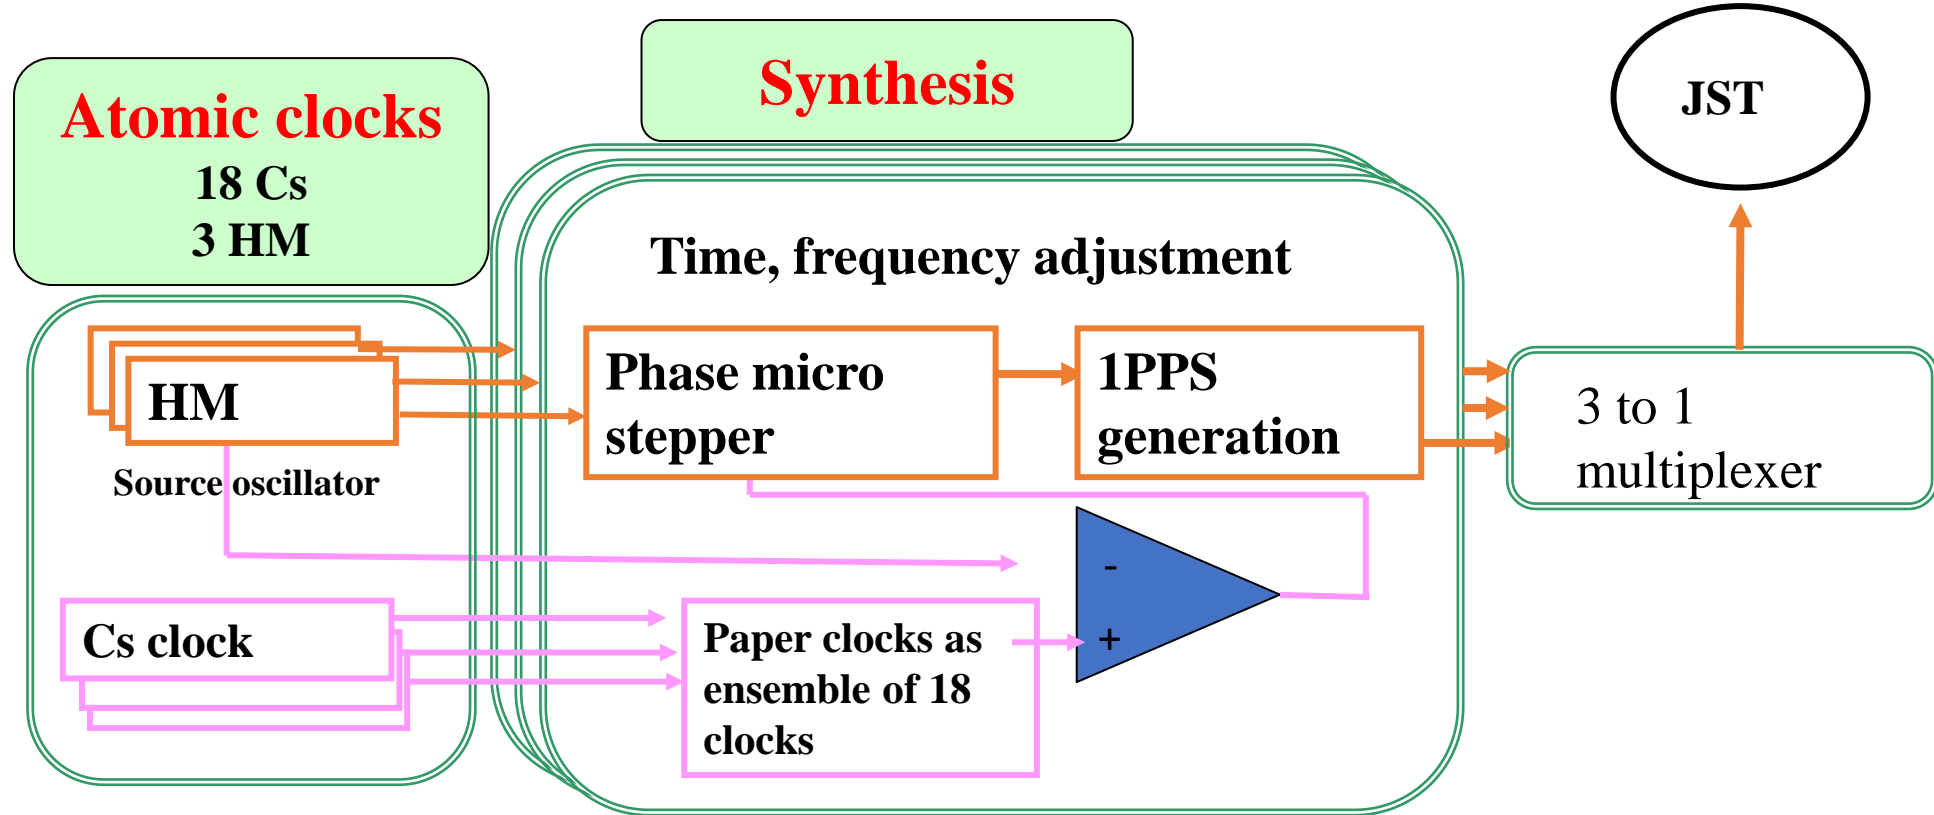 Atomic clocks
18 Cs
3 HM
Synthesis
JST
Time, frequency adjustment
HM
Source oscillator
Phase micro
stepper
1PPS
generation
3 to 1
multiplexer
Cs clock
Paper clocks as
ensemble of 18
clocks
-
+